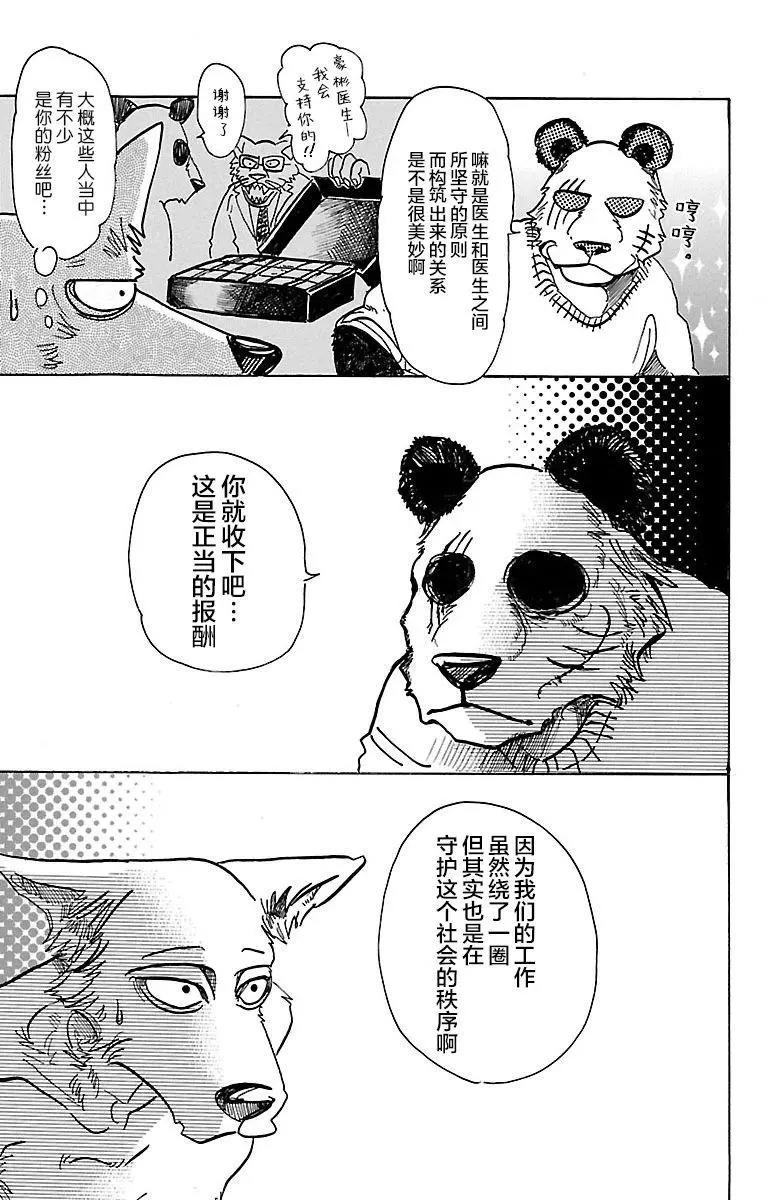 嘛就是医生和医生之间
所坚守的原则
而构筑出来的关系
是不是很美妙啊
哼
哼。
豪彬医生—
我会
支持你的!!
谢谢了
大概这些人当中
有不少
是你的粉丝吧…
你就收下吧…
这是正当的报酬
因为我们的工作
虽然绕了一圈
但其实也是在
守护这个社会的秩序啊